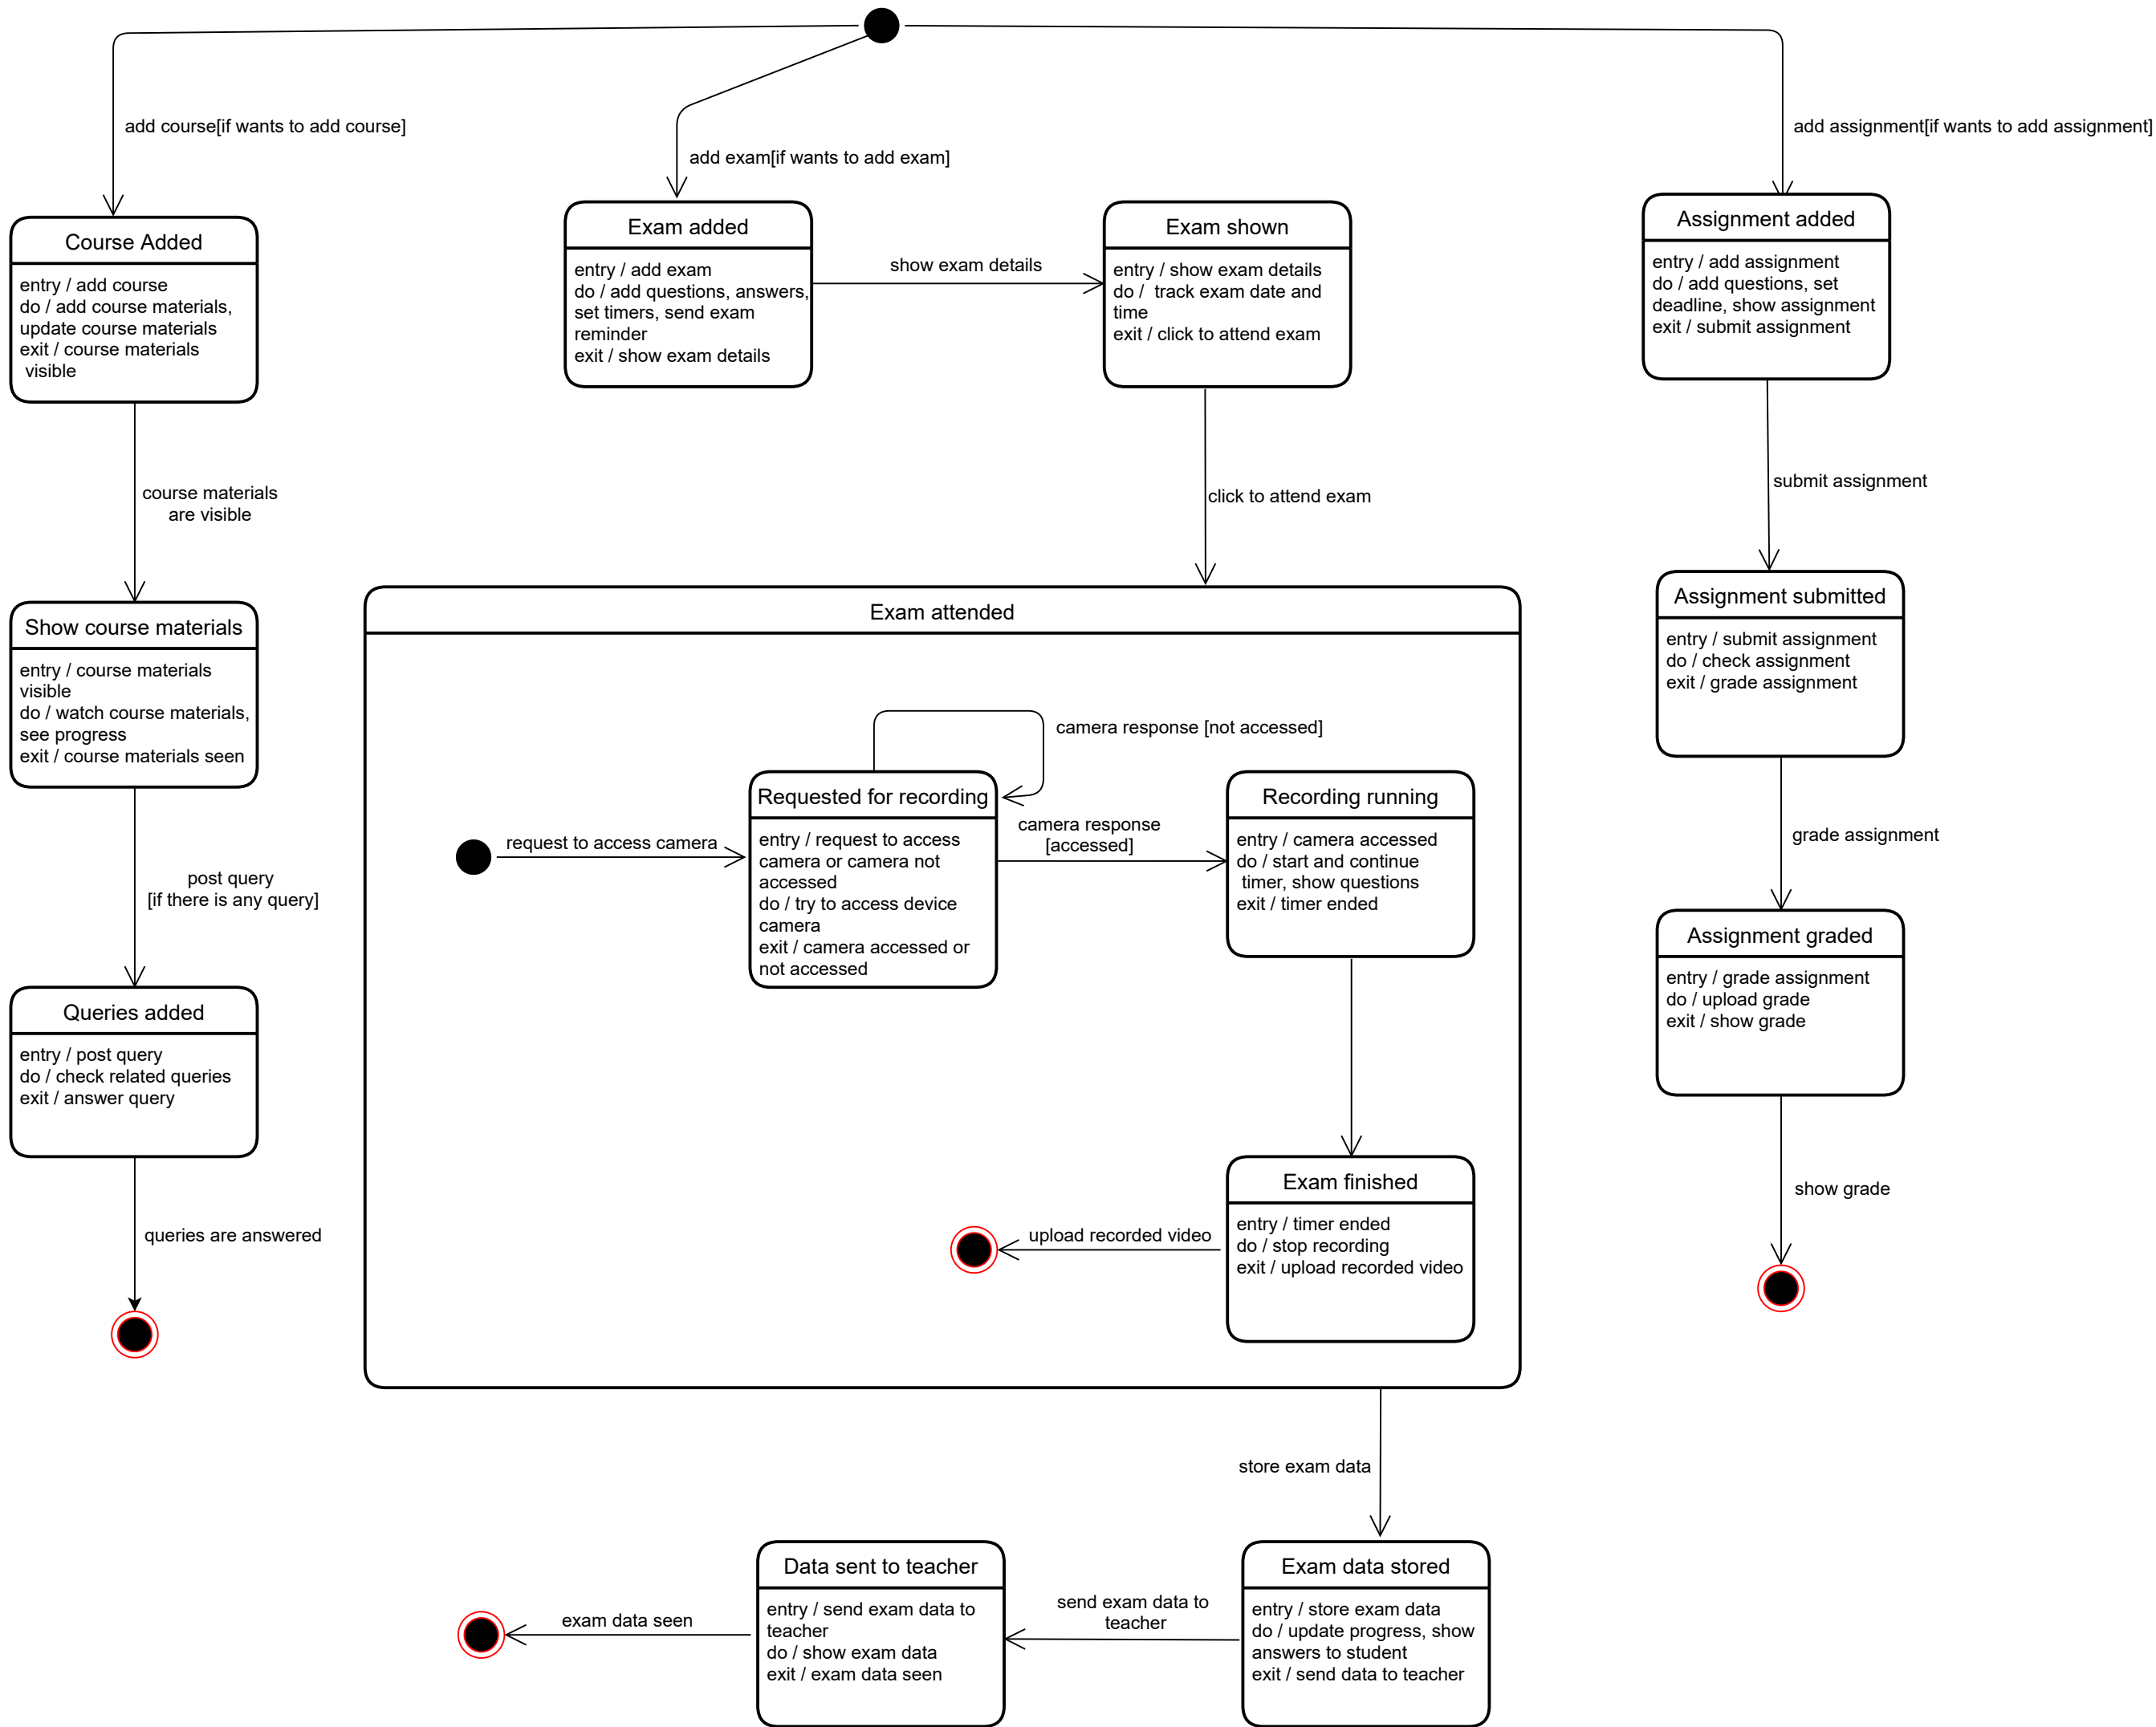 add course[if wants to add course]
add exam[if wants to add exam]
add assignment[if wants to add assignment]
Course Added
entry / add course
do / add course materials,
update course materials
exit / course materials
visible
Exam added
entry / add exam
do / add questions, answers,
set timers, send exam
reminder
exit / show exam details
show exam details
Exam shown
entry / show exam details
do /  track exam date and
time
exit / click to attend exam
Assignment added
entry / add assignment
do / add questions, set
deadline, show assignment
exit / submit assignment
course materials
are visible
click to attend exam
submit assignment
Show course materials
entry / course materials
visible
do / watch course materials,
see progress
exit / course materials seen
Exam attended
Assignment submitted
entry / submit assignment
do / check assignment
exit / grade assignment
camera response [not accessed]
request to access camera
Requested for recording
entry / request to access
camera or camera not
accessed
do / try to access device
camera
exit / camera accessed or
not accessed
camera response
[accessed]
Recording running
entry / camera accessed
do / start and continue
timer, show questions
exit / timer ended
grade assignment
post query
[if there is any query]
Assignment graded
entry / grade assignment
do / upload grade
exit / show grade
Queries added
entry / post query
do / check related queries
exit / answer query
Exam finished
entry / timer ended
do / stop recording
exit / upload recorded video
upload recorded video
show grade
queries are answered
store exam data
Data sent to teacher
entry / send exam data to
teacher
do / show exam data
exit / exam data seen
send exam data to
teacher
Exam data stored
entry / store exam data
do / update progress, show
answers to student
exit / send data to teacher
exam data seen